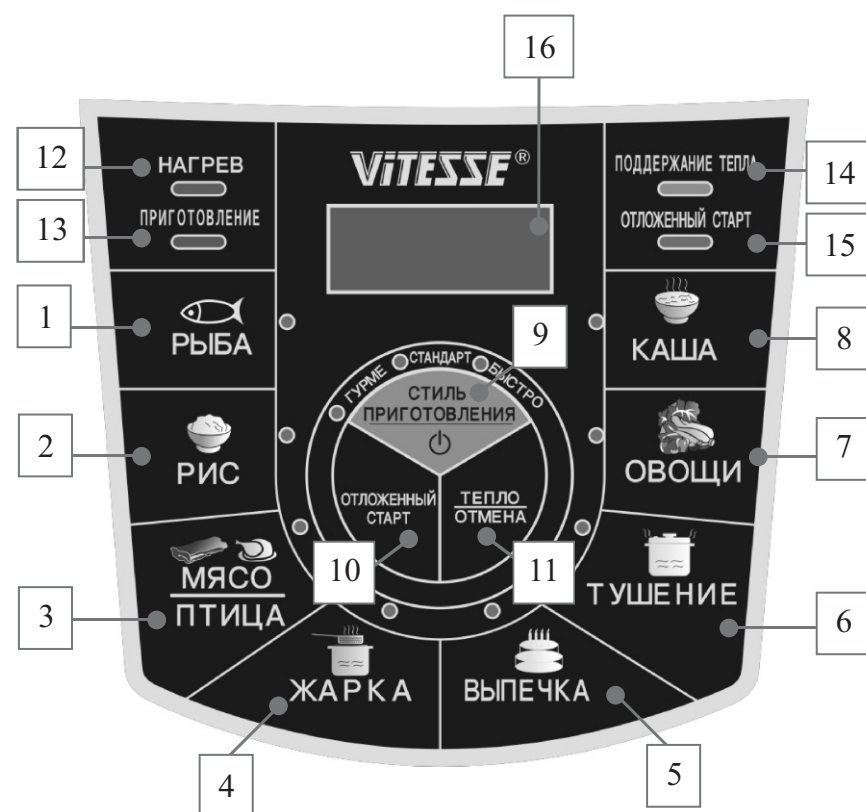 16
12
НАГРЕВ
VITESSE®
ПОДДЕРЖАНИЕ ТЕПЛА
14
13
ПРИГОТОВЛЕНИЕ
ОТЛОЖЕННЫЙ СТАРТ
15
1
РЫБА
9
КАША
8
ГУРМЕ
СТАНДАРТ
БЫСТРО
СТИЛЬ
ПРИГОТОВЛЕНИЯ
2
РИС
ОВОЩИ
7
ОТЛОЖЕННЫЙ
СТАРТ
ТЕПЛО
ОТМЕНА
10
11
3
МЯСО
ПТИЦА
ТУШЕНИЕ
6
ЖАРКА
ВЫПЕЧКА
4
5